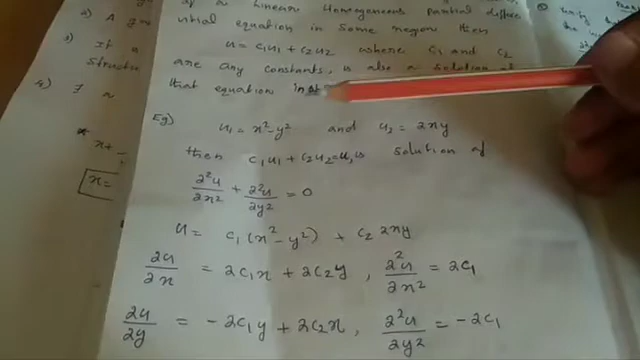 of a Linear Homogeneous Partial differe
ntial equation in some region then
u = c₁u₁ + c₂u₂ where c₁ and c₂
are any constants, is also a solution of
that equation in
Eg) u₁ = x² - y² and u₂ = 2xy
then c₁u₁ + c₂u₂ = u, is solution of
∂²u/∂x² + ∂²u/∂y² = 0
u = c₁(x² - y²) + c₂ 2xy
∂u/∂x = 2c₁x + 2c₂y , ∂²u/∂x² = 2c₁
∂u/∂y = -2c₁y + 2c₂x , ∂²u/∂y² = -2c₁